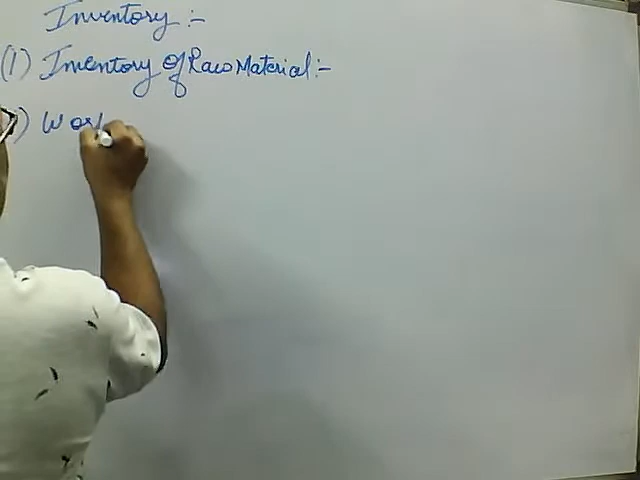 Inventory :-
(1) Inventory of Raw Material :-
) Work